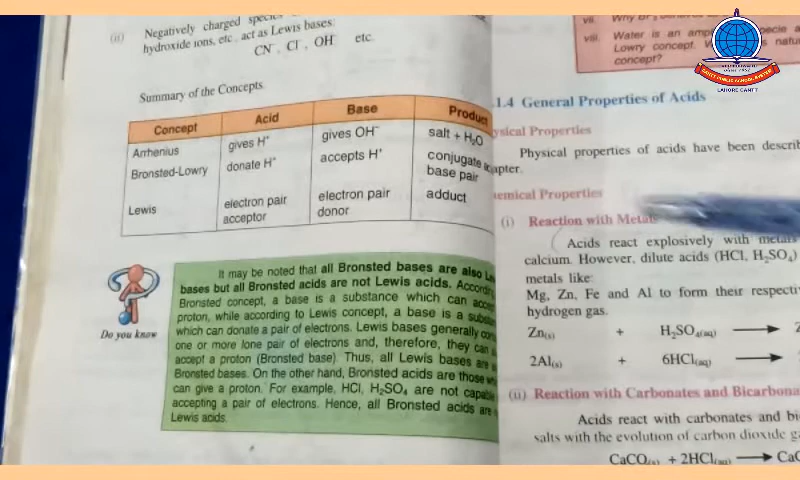 (ii) Negatively charged species
hydroxide ions, etc., act as Lewis bases:
CN⁻, Cl⁻, OH⁻ etc.
Summary of the Concepts
Concept Acid Base Product
Arrhenius gives H⁺ gives OH⁻ salt + H₂O
Bronsted-Lowry donate H⁺ accepts H⁺ conjugate
base pair
Lewis electron pair electron pair adduct
acceptor donor
It may be noted that all Bronsted bases are also
bases but all Bronsted acids are not Lewis acids.
Bronsted concept, a base is a substance which can
proton, while according to Lewis concept, a base is a
which can donate a pair of electrons. Lewis bases generally
one or more lone pair of electrons and, therefore, they can
accept a proton (Bronsted base). Thus, all Lewis bases are
Bronsted bases. On the other hand, Bronsted acids are those
can give a proton. For example, HCl, H₂SO₄ are not
accepting a pair of electrons. Hence, all Bronsted acids are
Lewis acids.
Do you know
vii. Why
viii. Water is an
Lowry concept.
concept?
LAHORE CANTT
.1.4 General Properties of Acids
ysical Properties
Physical properties of acids have been
apter.
emical Properties
(i) Reaction with Metals
Acids react explosively with metals
calcium. However, dilute acids (HCl, H₂SO₄)
metals like:
Mg, Zn, Fe and Al to form their
hydrogen gas.
Zn(s) + H₂SO₄(aq) ⟶
2Al(s) + 6HCl(aq) ⟶
(ii) Reaction with Carbonates and
Acids react with carbonates and
salts with the evolution of carbon dioxide
CaCO₃(s) + 2HCl(aq) ⟶